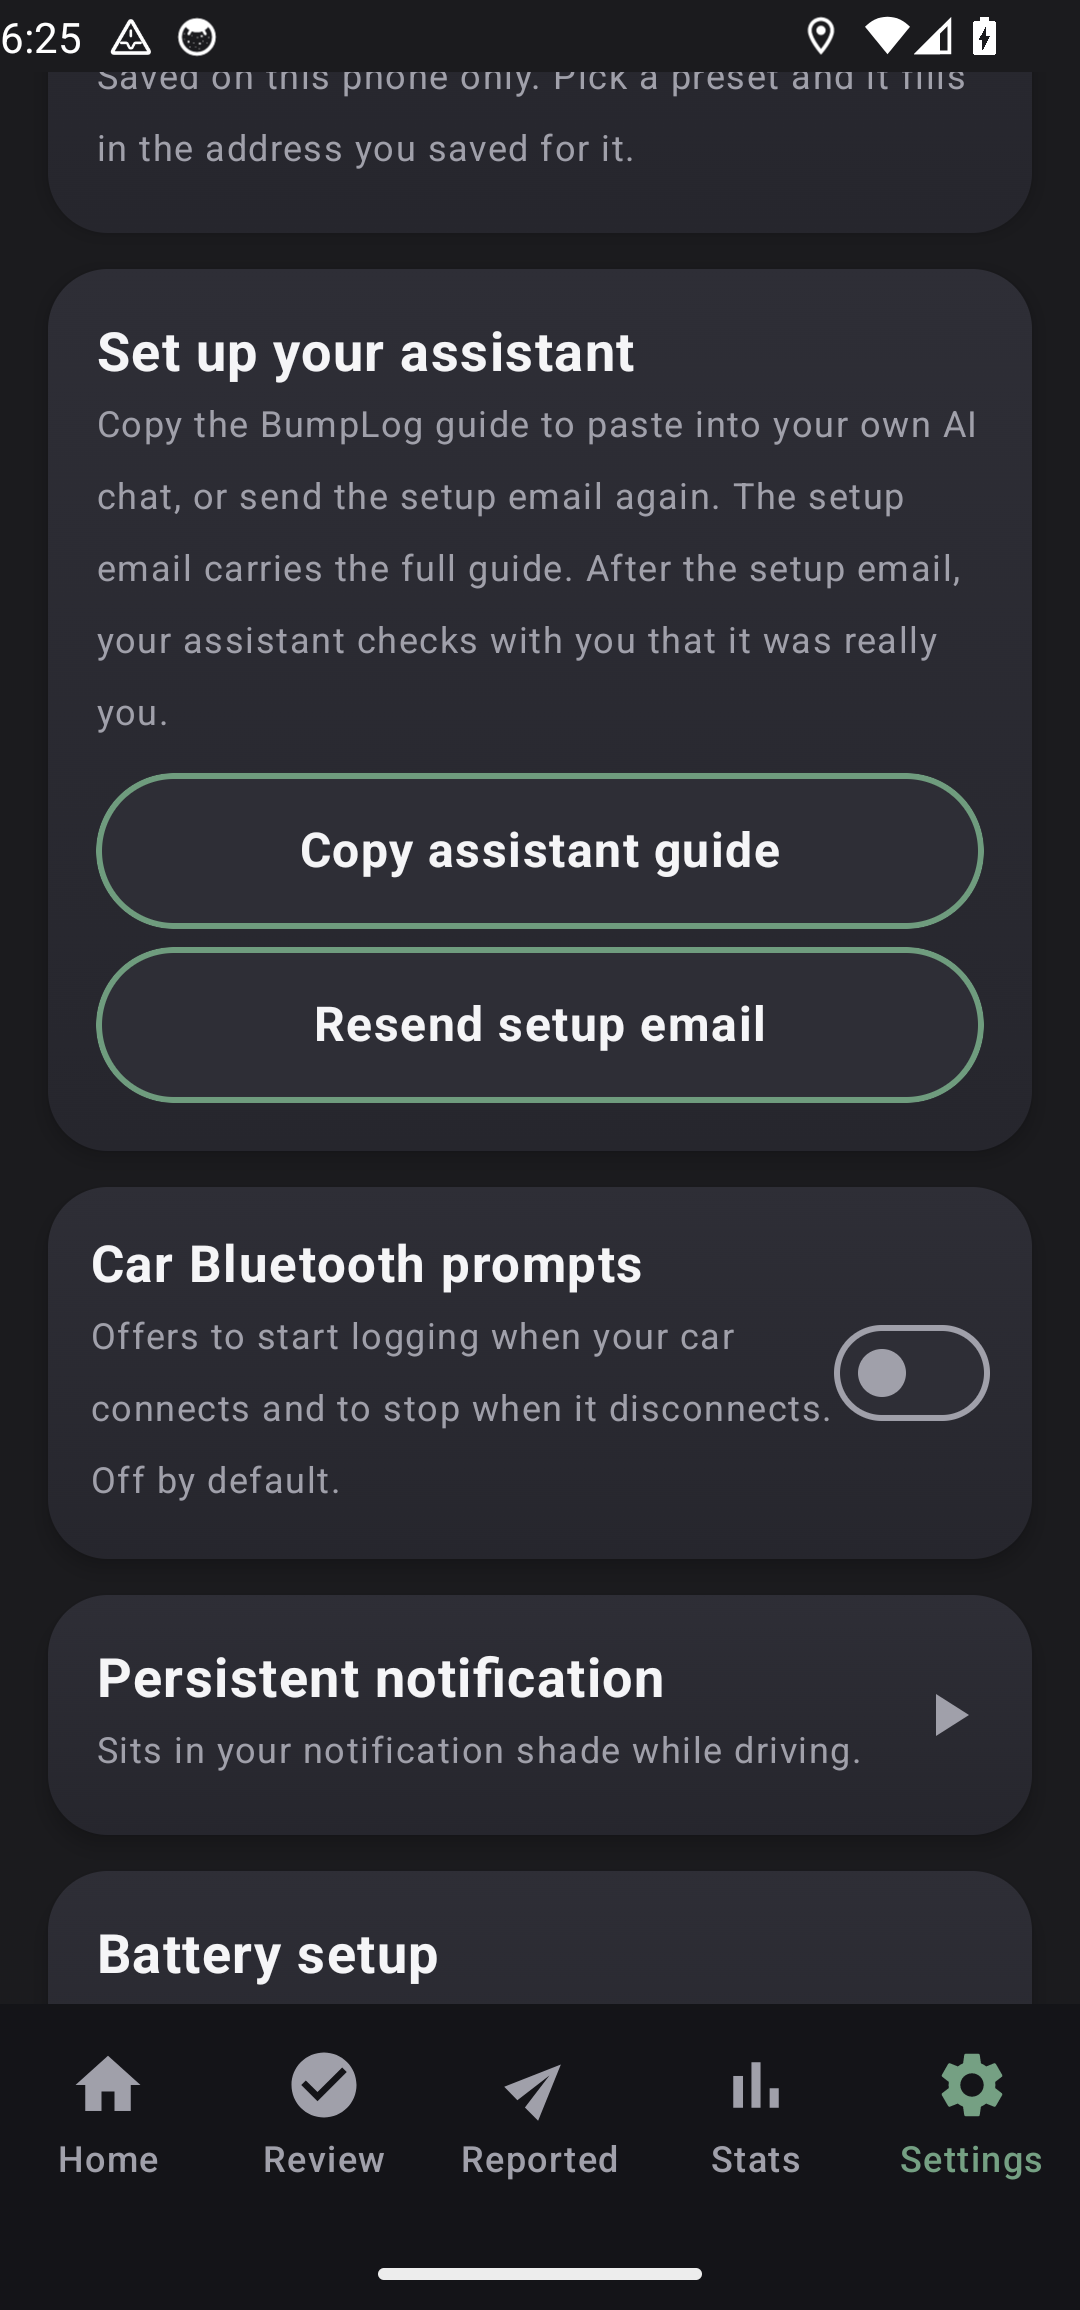 6:25
Saved on this phone only. Pick a preset and it fills
in the address you saved for it.
Set up your assistant
Copy the BumpLog guide to paste into your own AI
chat, or send the setup email again. The setup
email carries the full guide. After the setup email,
your assistant checks with you that it was really
you.
Copy assistant guide
Resend setup email
Car Bluetooth prompts
Offers to start logging when your car
connects and to stop when it disconnects.
Off by default.
Persistent notification
Sits in your notification shade while driving.
Battery setup
Home Review Reported Stats Settings